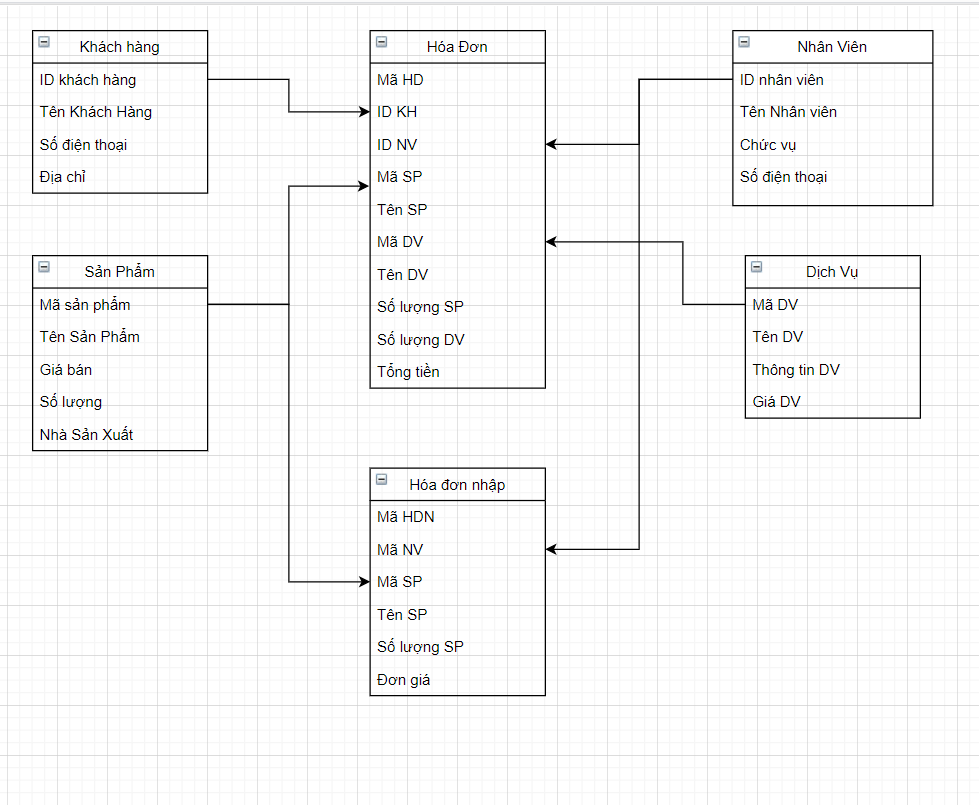 Khách hàng
ID khách hàng
Tên Khách Hàng
Số điện thoại
Địa chỉ
Hóa Đơn
Mã HD
ID KH
ID NV
Mã SP
Tên SP
Mã DV
Tên DV
Số lượng SP
Số lượng DV
Tổng tiền
Nhân Viên
ID nhân viên
Tên Nhân viên
Chức vụ
Số điện thoại
Sản Phẩm
Mã sản phẩm
Tên Sản Phẩm
Giá bán
Số lượng
Nhà Sản Xuất
Dịch Vụ
Mã DV
Tên DV
Thông tin DV
Giá DV
Hóa đơn nhập
Mã HDN
Mã NV
Mã SP
Tên SP
Số lượng SP
Đơn giá